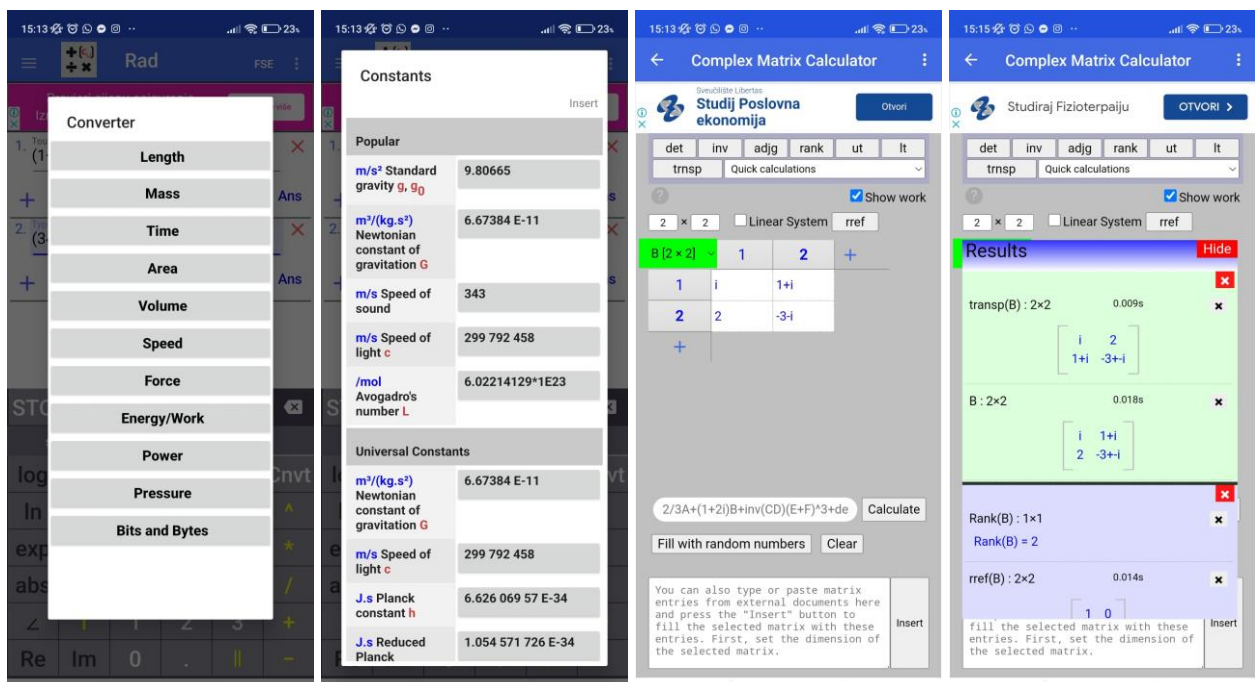 15:13
23
Rad
FSE
Converter
Length
Mass
Time
Area
Volume
Speed
Force
Energy/Work
Power
Pressure
Bits and Bytes
1.
(1
+
Ans
2.
(3
+
Ans
log
Cnvt
ln
^
exp
*
abs
/
∠
1
2
3
+
Re
Im
0
.
||
−
15:13
23
Constants
Insert
Popular
m/s² Standard
gravity g, g0
9.80665
m³/(kg.s²)
Newtonian
constant of
gravitation G
6.67384 E-11
m/s Speed of
sound
343
m/s Speed of
light c
299 792 458
/mol
Avogadro's
number L
6.02214129*1E23
Universal Constants
m³/(kg.s²)
Newtonian
constant of
gravitation G
6.67384 E-11
m/s Speed of
light c
299 792 458
J.s Planck
constant h
6.626 069 57 E-34
J.s Reduced
Planck
1.054 571 726 E-34
15:13
23
Complex Matrix Calculator
Sveučilište Libertas
Studij Poslovna
ekonomija
Otvori
det inv adjg rank ut lt
trnsp Quick calculations
Show work
2 × 2 Linear System rref
B [2 × 2] 1 2 +
1 i 1+i
2 2 -3-i
+
2/3A+(1+2i)B+inv(CD)(E+F)^3+de Calculate
Fill with random numbers Clear
You can also type or paste matrix
entries from external documents here
and press the "Insert" button to
fill the selected matrix with these
entries. First, set the dimension of
the selected matrix.
Insert
15:15
23
Complex Matrix Calculator
Studiraj Fizioterpaiju
OTVORI >
det inv adjg rank ut lt
trnsp Quick calculations
Show work
2 × 2 Linear System rref
Results
Hide
transp(B) : 2×2 0.009s
i 2
1+i -3+-i
B : 2×2 0.018s
i 1+i
2 -3+-i
Rank(B) : 1×1
Rank(B) = 2
rref(B) : 2×2 0.014s
1 0
fill the selected matrix with these
entries. First, set the dimension of
the selected matrix.
Insert